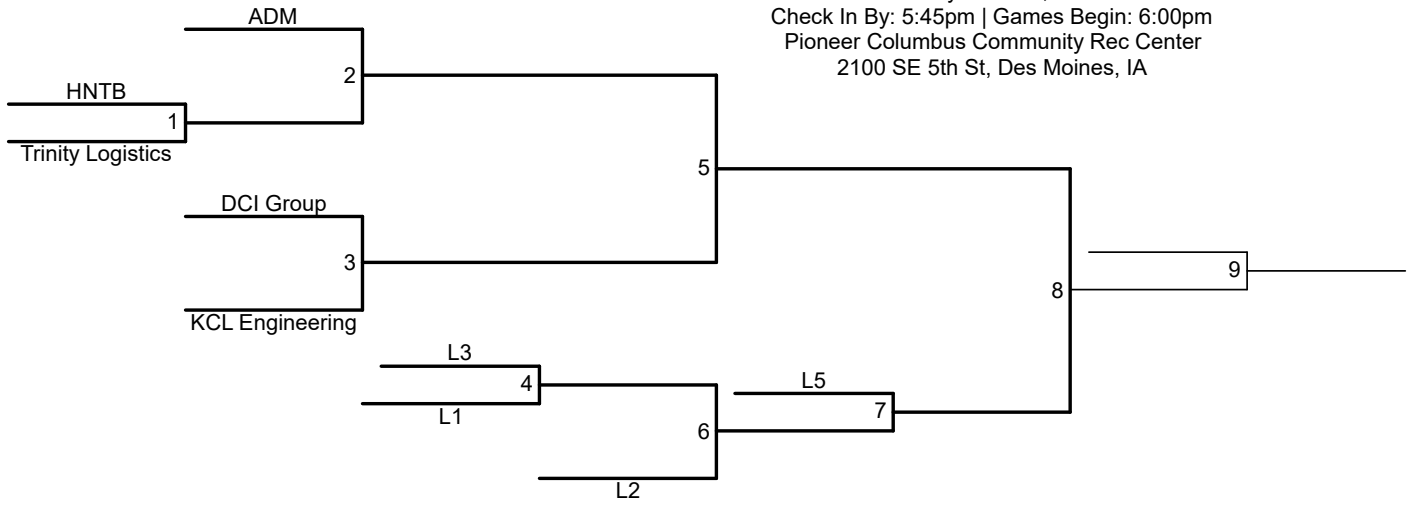 Check In By: 5:45pm | Games Begin: 6:00pm
Pioneer Columbus Community Rec Center
2100 SE 5th St, Des Moines, IA
ADM
2
HNTB
1
Trinity Logistics
5
DCI Group
3
KCL Engineering
9
8
L3
4
L1
L5
7
6
L2